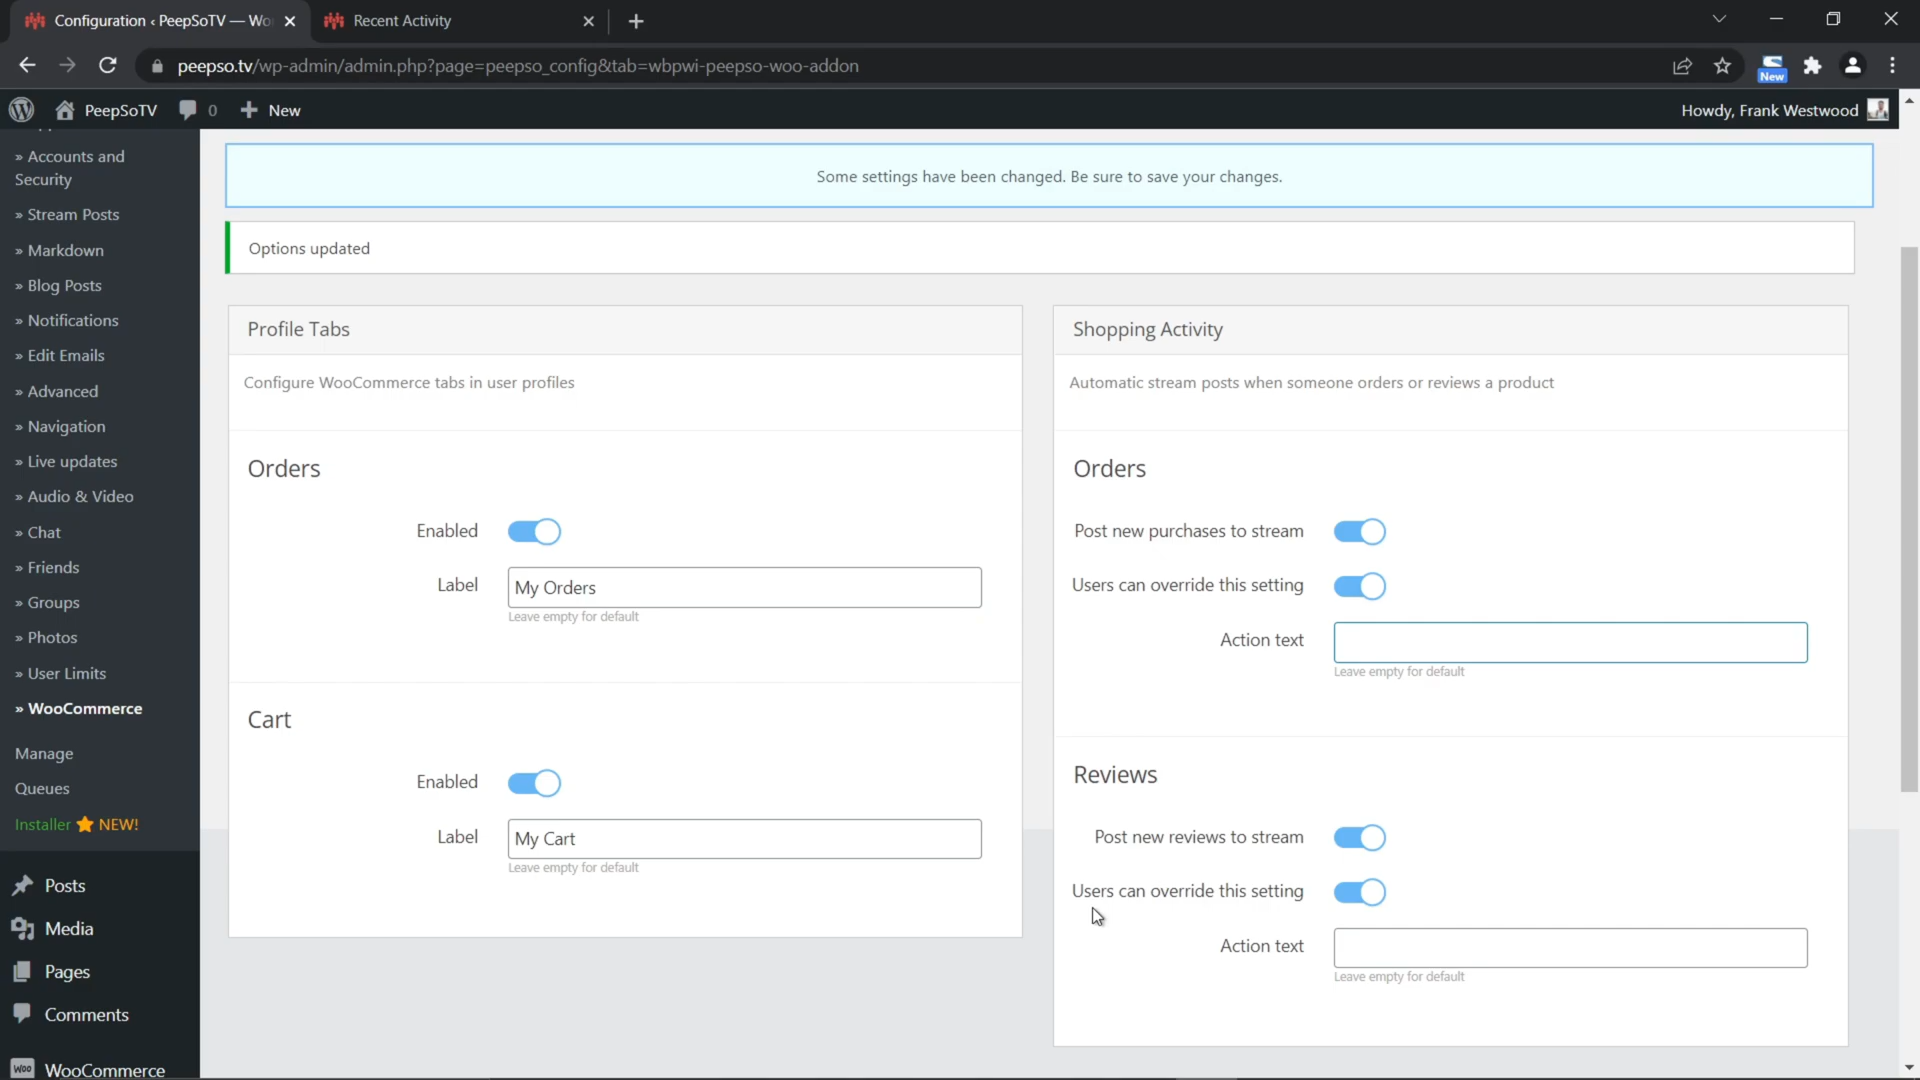 Configuration ‹ PeepSoTV — Wo
Recent Activity
peepso.tv/wp-admin/admin.php?page=peepso_config&tab=wbpwi-peepso-woo-addon
New
PeepSoTV
0
New
Howdy, Frank Westwood
» Accounts and
Security
» Stream Posts
» Markdown
» Blog Posts
» Notifications
» Edit Emails
» Advanced
» Navigation
» Live updates
» Audio & Video
» Chat
» Friends
» Groups
» Photos
» User Limits
» WooCommerce
Manage
Queues
Installer NEW!
Posts
Media
Pages
Comments
Woo WooCommerce
Some settings have been changed. Be sure to save your changes.
Options updated
Profile Tabs
Configure WooCommerce tabs in user profiles
Orders
Enabled
Label My Orders
Leave empty for default
Cart
Enabled
Label My Cart
Leave empty for default
Shopping Activity
Automatic stream posts when someone orders or reviews a product
Orders
Post new purchases to stream
Users can override this setting
Action text
Leave empty for default
Reviews
Post new reviews to stream
Users can override this setting
Action text
Leave empty for default